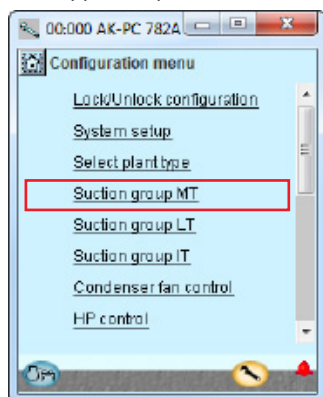 00:000 AK-PC 782A
Configuration menu
Lock/Unlock configuration
System setup
Select plant type
Suction group MT
Suction group LT
Suction group IT
Condenser fan control
HP control